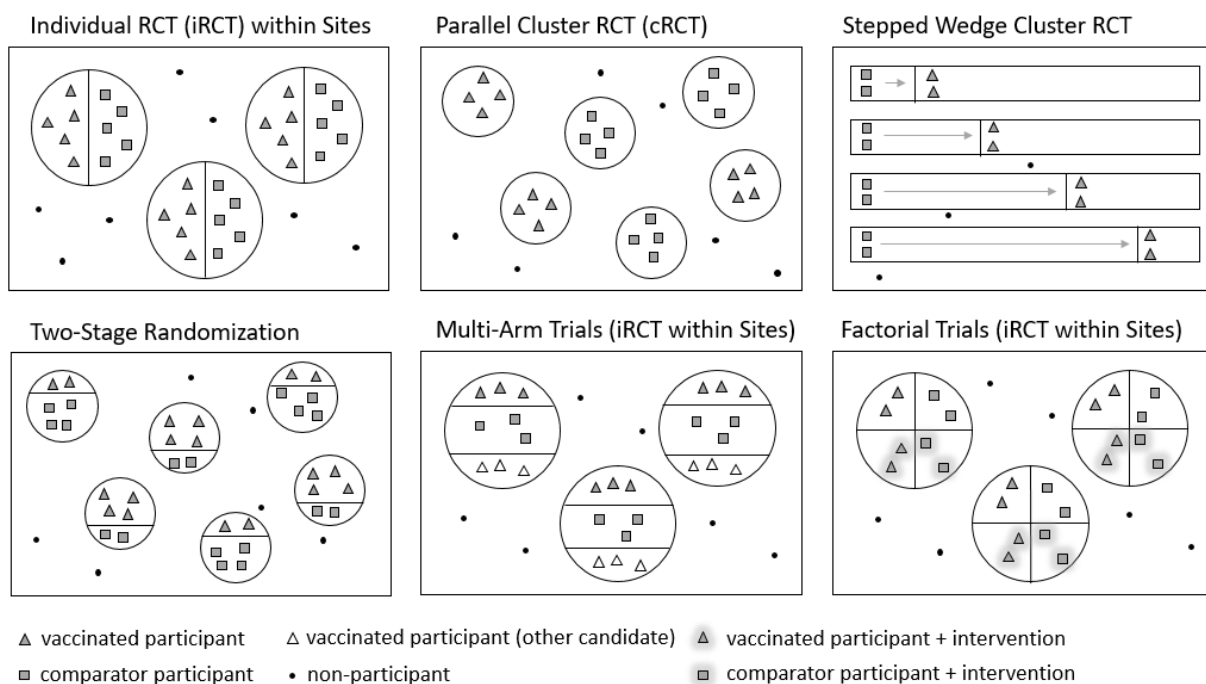 Individual RCT (iRCT) within Sites
Parallel Cluster RCT (cRCT)
Stepped Wedge Cluster RCT
Two-Stage Randomization
Multi-Arm Trials (iRCT within Sites)
Factorial Trials (iRCT within Sites)
vaccinated participant
vaccinated participant (other candidate)
vaccinated participant + intervention
comparator participant
non-participant
comparator participant + intervention